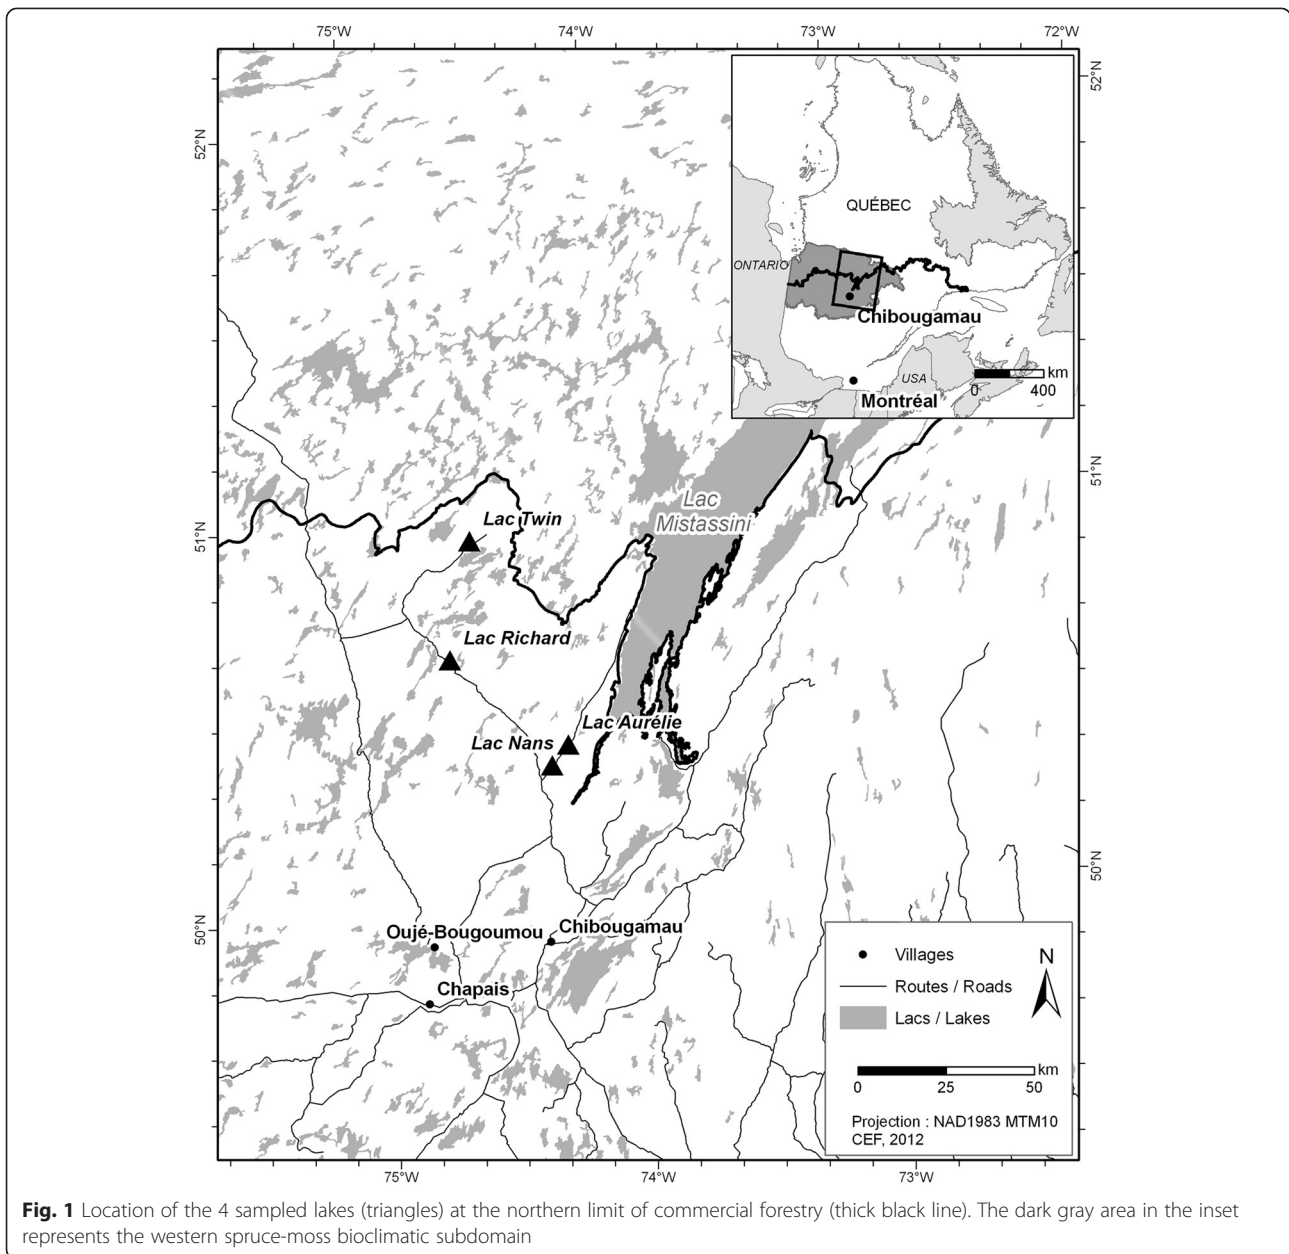 75°W 74°W 73°W 72°W
52°N
52°N
QUÉBEC
ONTARIO
Chibougamau
USA
km
0 400
Montréal
51°N
51°N
Lac
Mistassini
Lac Twin
Lac Richard
Lac Aurélie
Lac Nans
50°N
50°N
Oujé-Bougoumou
Chibougamau
Chapais
N
Villages
Routes / Roads
Lacs / Lakes
km
0 25 50
Projection : NAD1983 MTM10
CEF, 2012
75°W 74°W 73°W
Fig. 1 Location of the 4 sampled lakes (triangles) at the northern limit of commercial forestry (thick black line). The dark gray area in the inset
represents the western spruce-moss bioclimatic subdomain